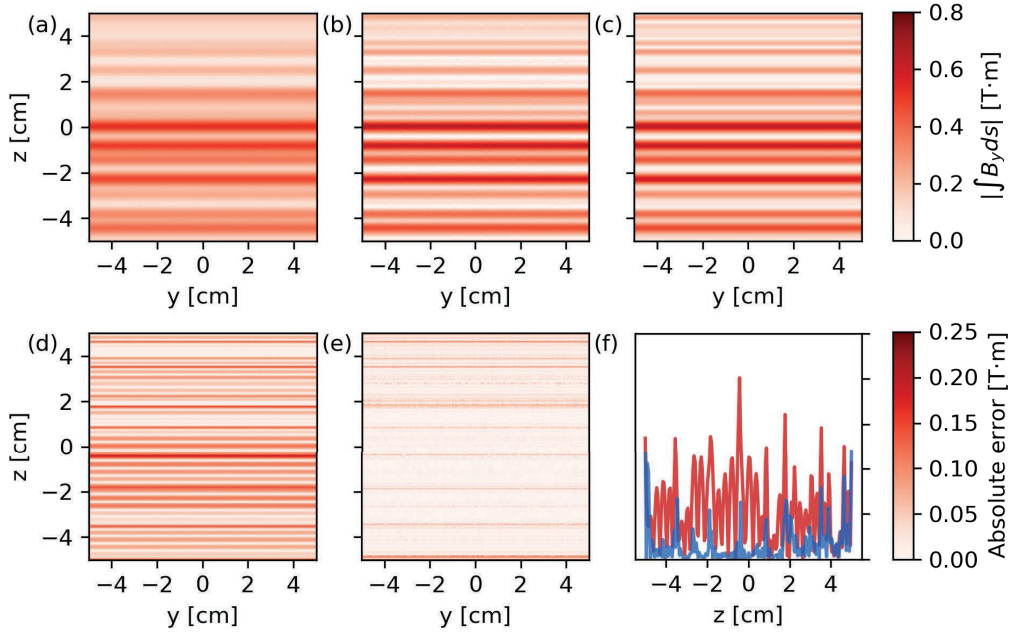 (a)
(b)
(c)
4
2
0
−2
−4
z [cm]
−4 −2 0 2 4
y [cm]
−4 −2 0 2 4
y [cm]
−4 −2 0 2 4
y [cm]
0.8
0.6
0.4
0.2
0.0
|∫B_y ds| [T·m]
(d)
(e)
(f)
4
2
0
−2
−4
z [cm]
−4 −2 0 2 4
y [cm]
−4 −2 0 2 4
y [cm]
−4 −2 0 2 4
z [cm]
0.25
0.20
0.15
0.10
0.05
0.00
Absolute error [T·m]